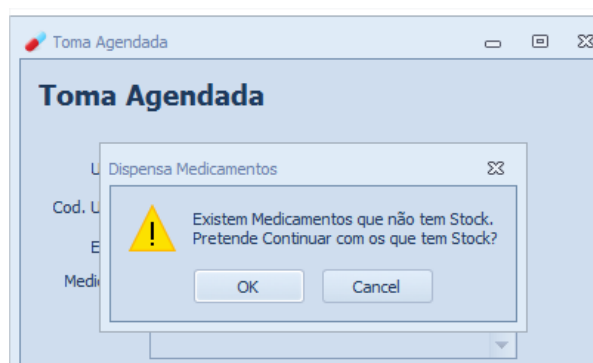 Toma Agendada
Toma Agendada
Dispensa Medicamentos
Cod. U
Existem Medicamentos que não tem Stock.
Pretende Continuar com os que tem Stock?
E
Medi
OK
Cancel